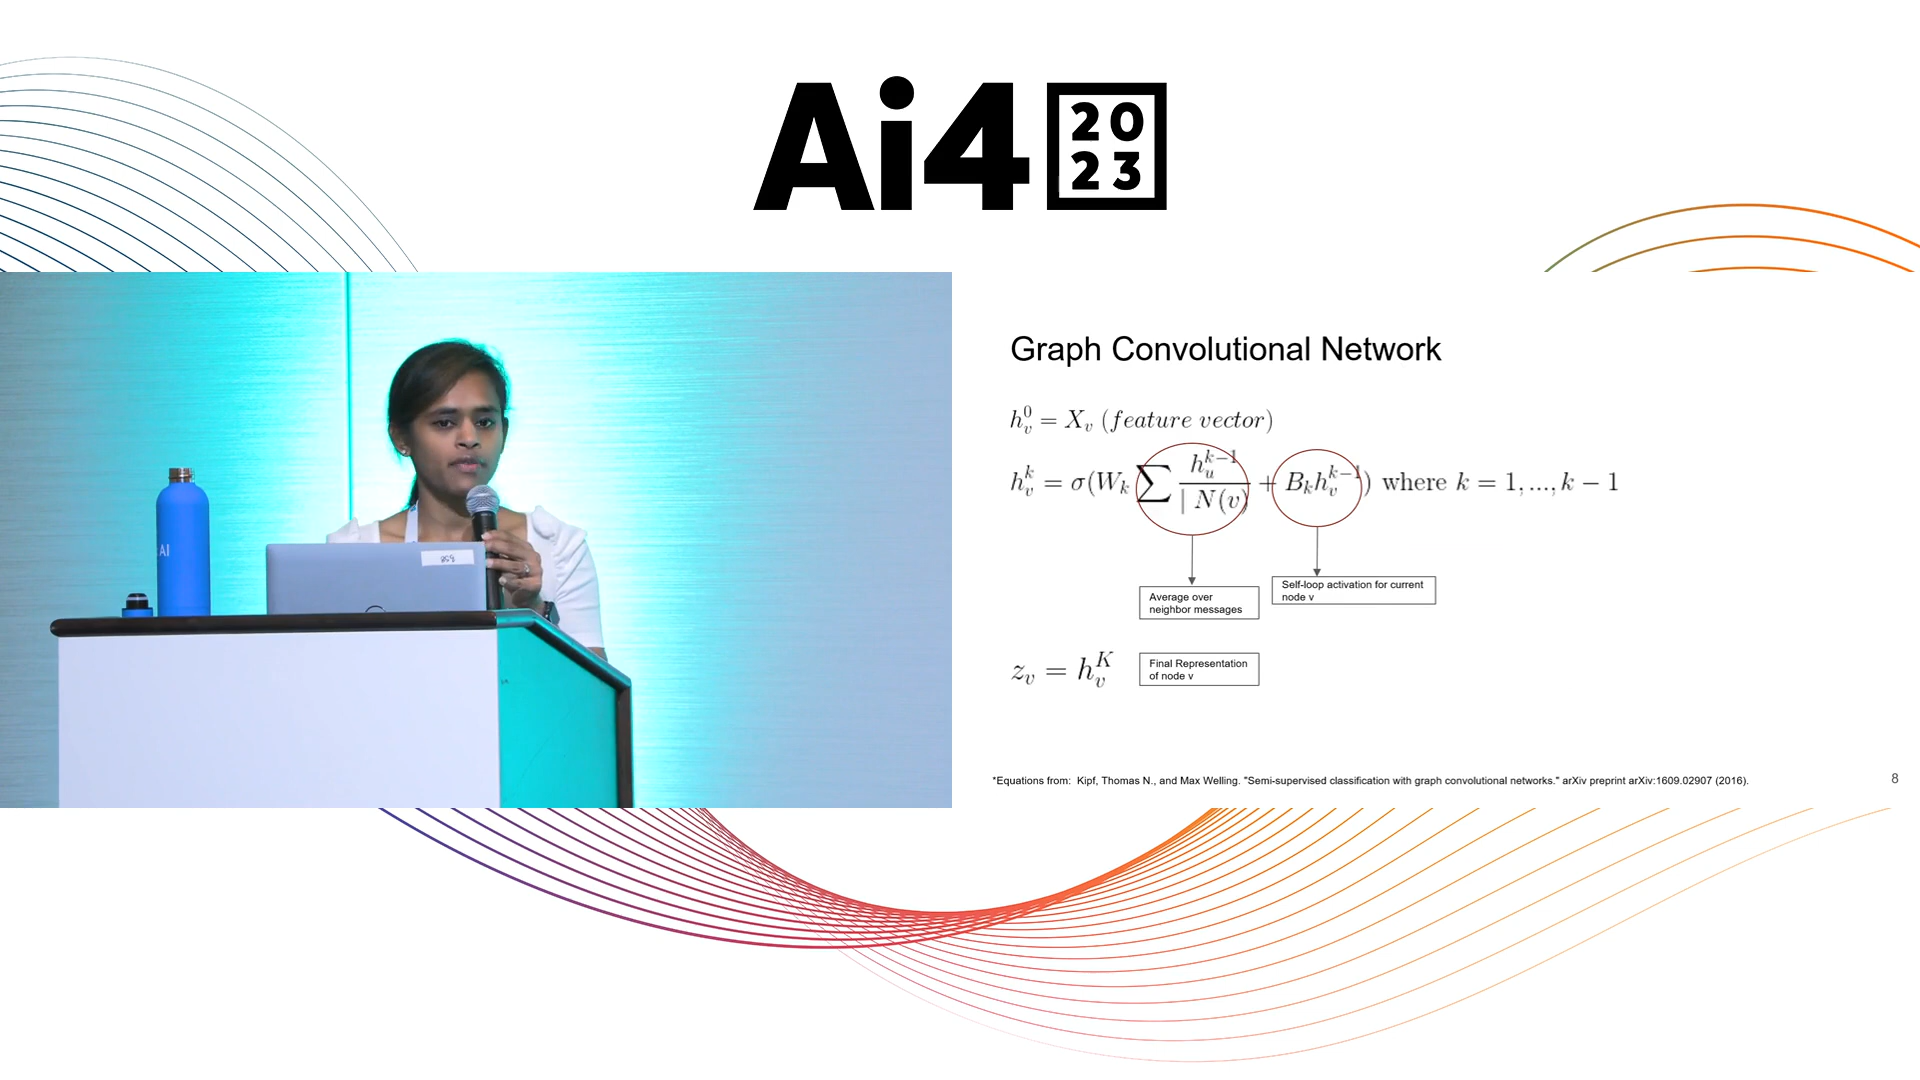 Ai4 20
23
Graph Convolutional Network
h_v^0 = X_v (feature vector)
h_v^k = σ(W_k ∑ h_u^{k-1} / | N(v) + B_k h_v^{k-1}) where k = 1, ..., k − 1
Average over
neighbor messages
Self-loop activation for current
node v
z_v = h_v^K
Final Representation
of node v
*Equations from: Kipf, Thomas N., and Max Welling. "Semi-supervised classification with graph convolutional networks." arXiv preprint arXiv:1609.02907 (2016).
8
AI
558